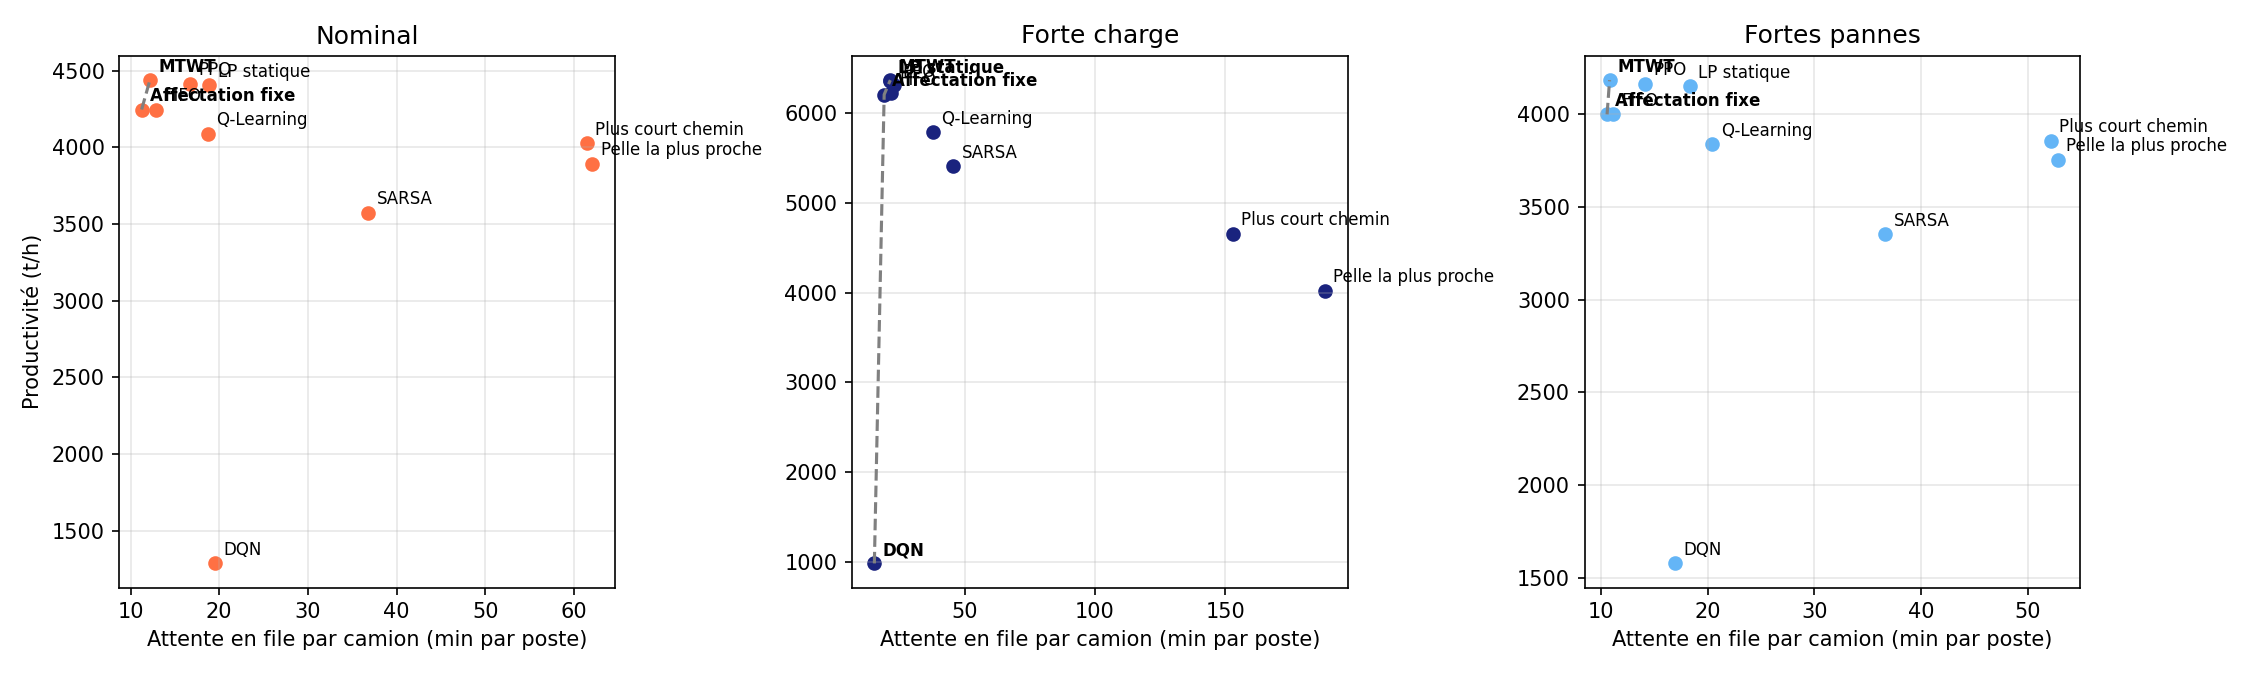 Nominal
Productivité (t/h)
4500
4000
3500
3000
2500
2000
1500
MTWT
PPO
LP statique
Affectation fixe
Q-Learning
Plus court chemin
Pelle la plus proche
SARSA
DQN
10 20 30 40 50 60
Attente en file par camion (min par poste)
Forte charge
6000
5000
4000
3000
2000
1000
MTWT
LP statique
Affectation fixe
Q-Learning
SARSA
Plus court chemin
Pelle la plus proche
DQN
50 100 150
Attente en file par camion (min par poste)
Fortes pannes
4000
3500
3000
2500
2000
1500
MTWT
PPO
LP statique
Affectation fixe
Q-Learning
Plus court chemin
Pelle la plus proche
SARSA
DQN
10 20 30 40 50
Attente en file par camion (min par poste)